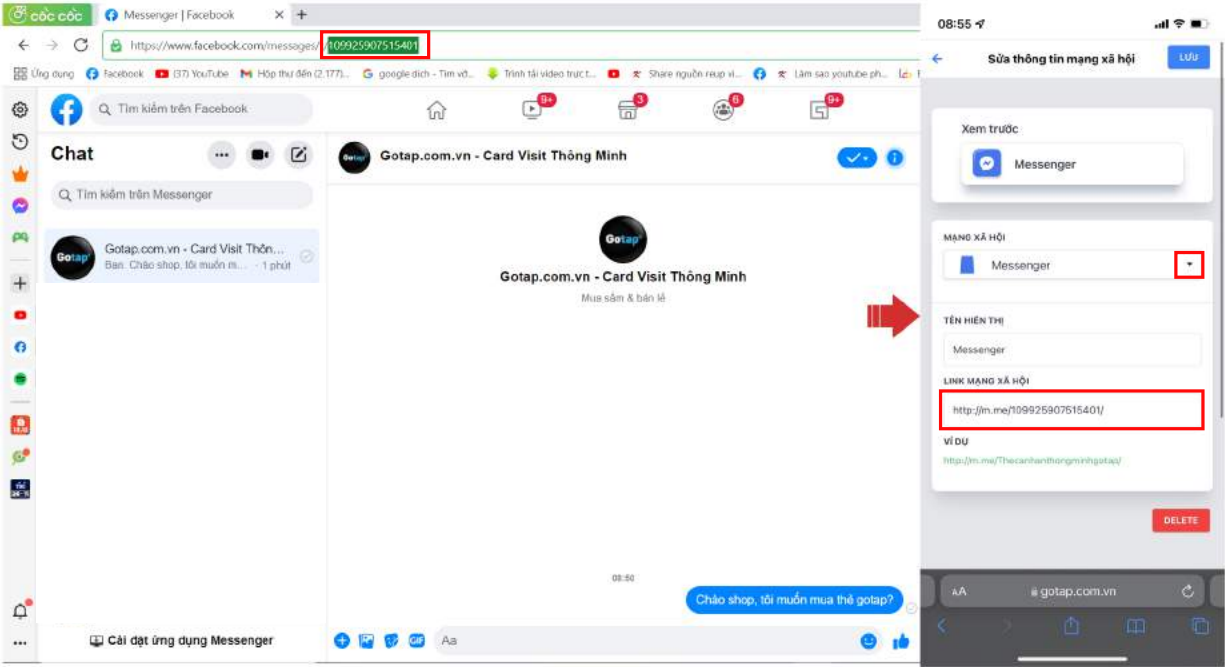 cốc cốc
Messenger | Facebook
https://www.facebook.com/messages/t/109925907515401
Ứng dụng
Facebook
(37) YouTube
Hộp thư đến (2.177)...
google dich - Tìm vớ...
Trình tải video trực t...
Share nguồn reup vi...
Làm sao youtube ph...
Tìm kiếm trên Facebook
9+
3
6
9+
Chat
Gotap.com.vn - Card Visit Thông Minh
Tìm kiếm trên Messenger
Gotap
Gotap.com.vn - Card Visit Thôn...
Bạn: Chào shop, tôi muốn m... · 1 phút
Gotap
Gotap.com.vn - Card Visit Thông Minh
Mua sắm & bán lẻ
08:50
Chào shop, tôi muốn mua thẻ gotap?
Cài đặt ứng dụng Messenger
GIF
Aa
08:55
Sửa thông tin mạng xã hội
LƯU
Xem trước
Messenger
MẠNG XÃ HỘI
Messenger
TÊN HIỂN THỊ
Messenger
LINK MẠNG XÃ HỘI
http://m.me/109925907515401/
VÍ DỤ
http://m.me/Thecanhanthongminhgotap/
DELETE
AA
gotap.com.vn